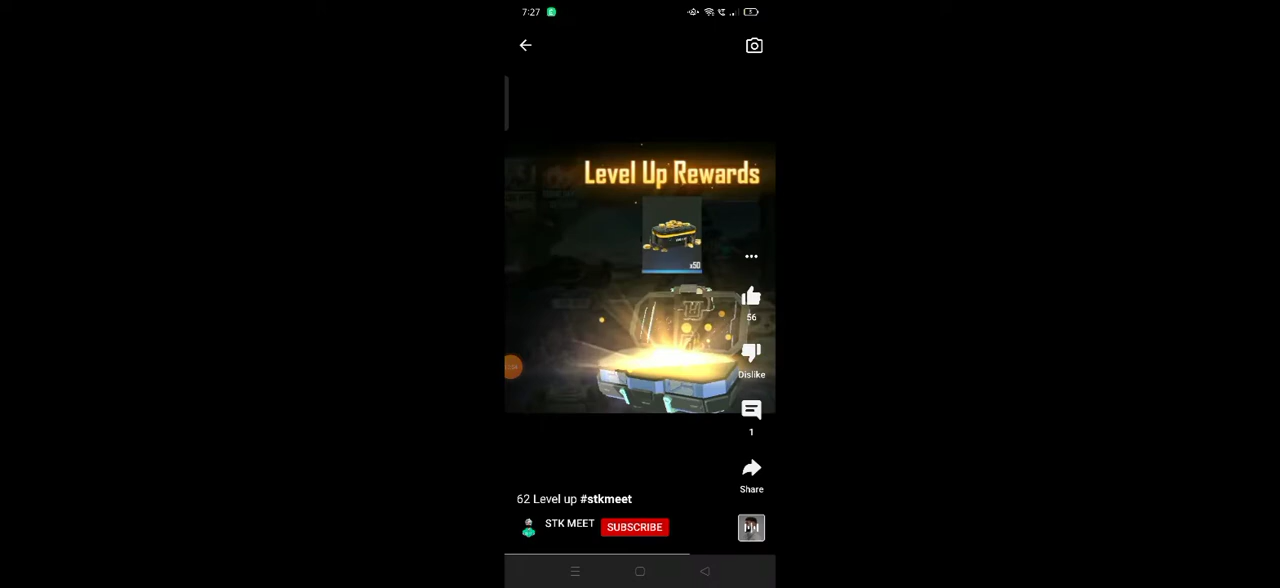 7:27
Level Up Rewards
x50
56
Dislike
1
Share
62 Level up #stkmeet
STK MEET
SUBSCRIBE